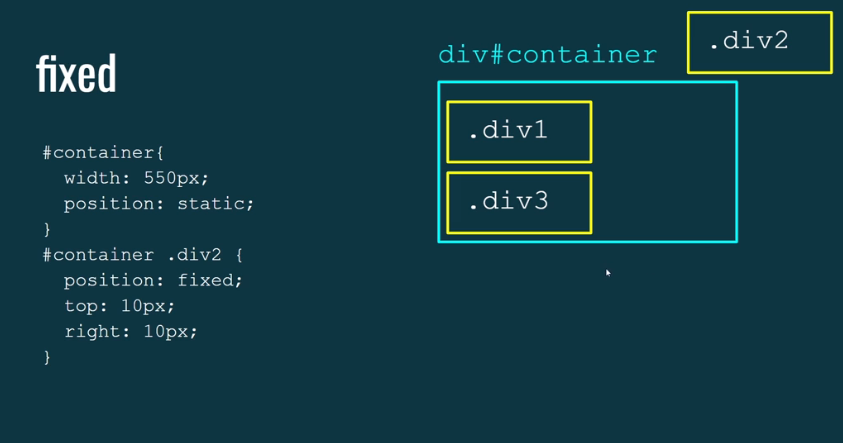 fixed
#container{
  width: 550px;
  position: static;
}
#container .div2 {
  position: fixed;
  top: 10px;
  right: 10px;
}
div#container
.div2
.div1
.div3